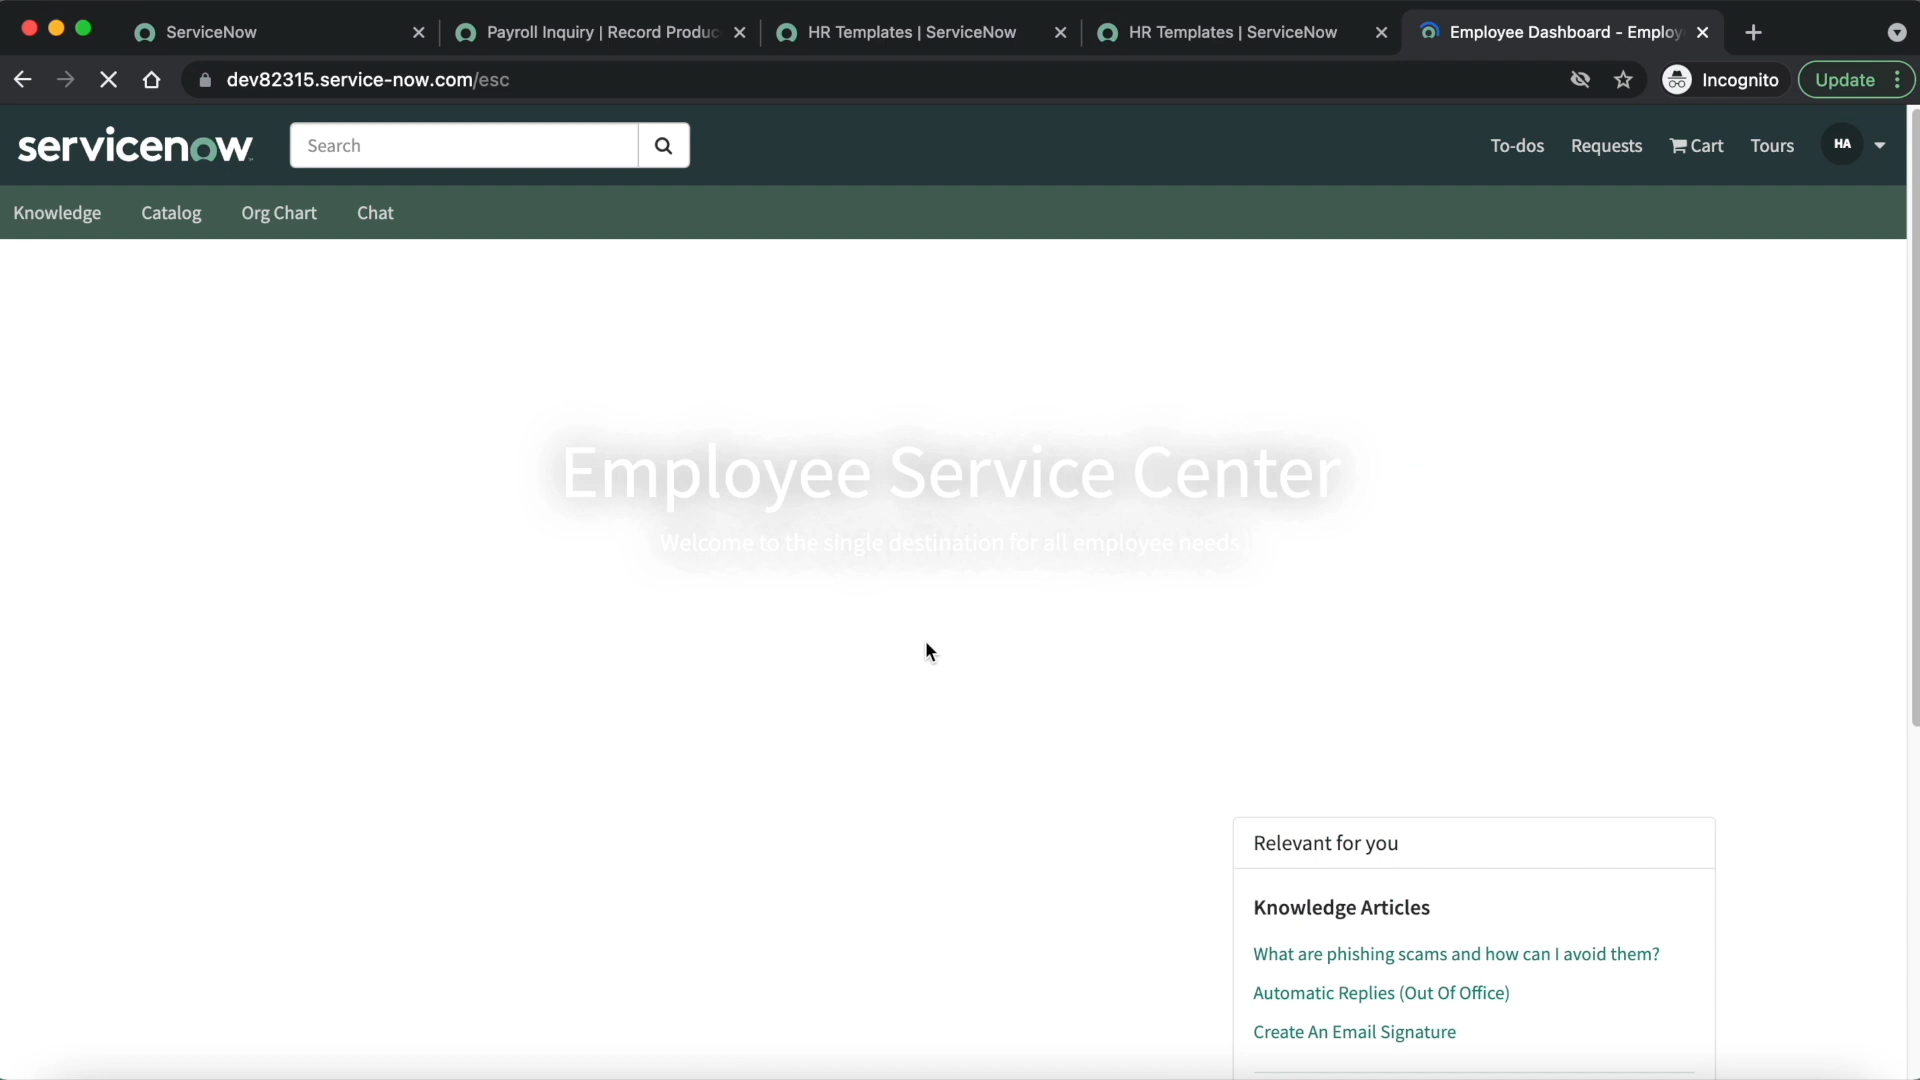 ServiceNow
Payroll Inquiry | Record Produc
HR Templates | ServiceNow
HR Templates | ServiceNow
Employee Dashboard - Employ
dev82315.service-now.com/esc
Incognito
Update
servicenow
Search
To-dos
Requests
Cart
Tours
HA
Knowledge
Catalog
Org Chart
Chat
Employee Service Center
Welcome to the single destination for all employee needs
Relevant for you
Knowledge Articles
What are phishing scams and how can I avoid them?
Automatic Replies (Out Of Office)
Create An Email Signature